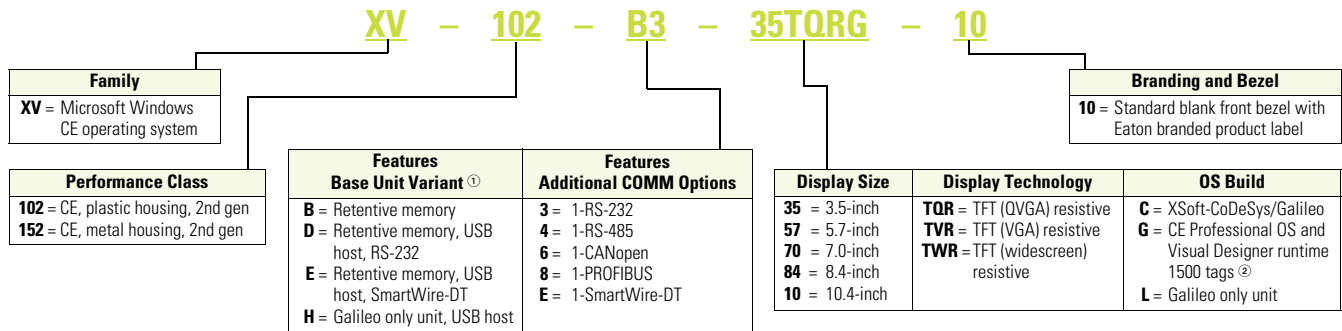 XV – 102 – B3 – 35TQRG – 10
Family
XV = Microsoft Windows
CE operating system
Branding and Bezel
10 = Standard blank front bezel with
Eaton branded product label
Performance Class
102 = CE, plastic housing, 2nd gen
152 = CE, metal housing, 2nd gen
Features
Base Unit Variant ①
B = Retentive memory
D = Retentive memory, USB
host, RS-232
E = Retentive memory, USB
host, SmartWire-DT
H = Galileo only unit, USB host
Features
Additional COMM Options
3 = 1-RS-232
4 = 1-RS-485
6 = 1-CANopen
8 = 1-PROFIBUS
E = 1-SmartWire-DT
Display Size
35 = 3.5-inch
57 = 5.7-inch
70 = 7.0-inch
84 = 8.4-inch
10 = 10.4-inch
Display Technology
TQR = TFT (QVGA) resistive
TVR = TFT (VGA) resistive
TWR = TFT (widescreen)
resistive
OS Build
C = XSoft-CoDeSys/Galileo
G = CE Professional OS and
Visual Designer runtime
1500 tags ②
L = Galileo only unit